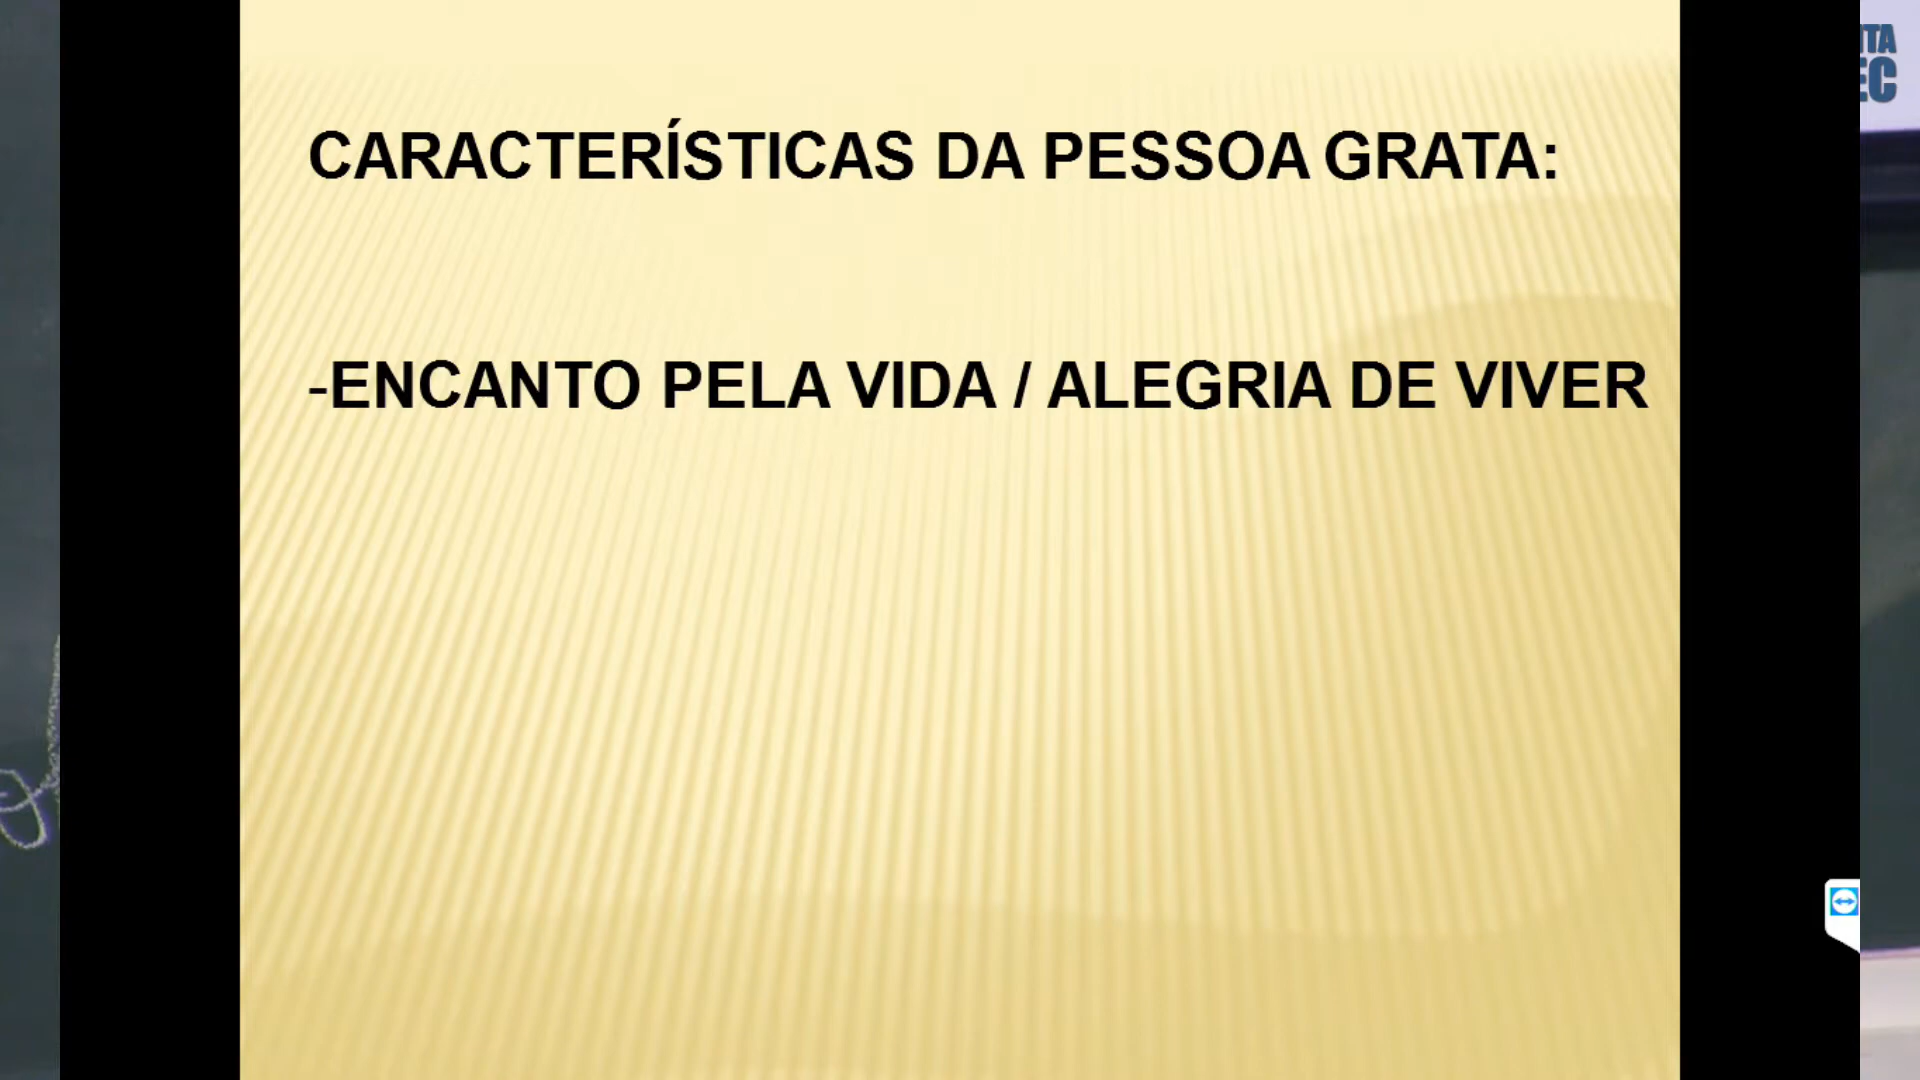 CARACTERÍSTICAS DA PESSOA GRATA:
-ENCANTO PELA VIDA / ALEGRIA DE VIVER